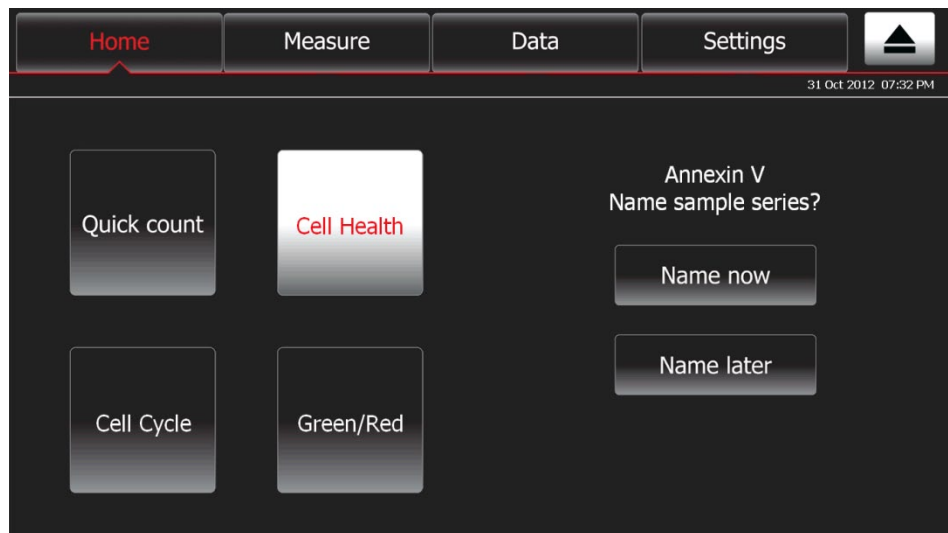 Home
Measure
Data
Settings
31 Oct 2012 07:32 PM
Quick count
Cell Health
Annexin V
Name sample series?
Name now
Name later
Cell Cycle
Green/Red